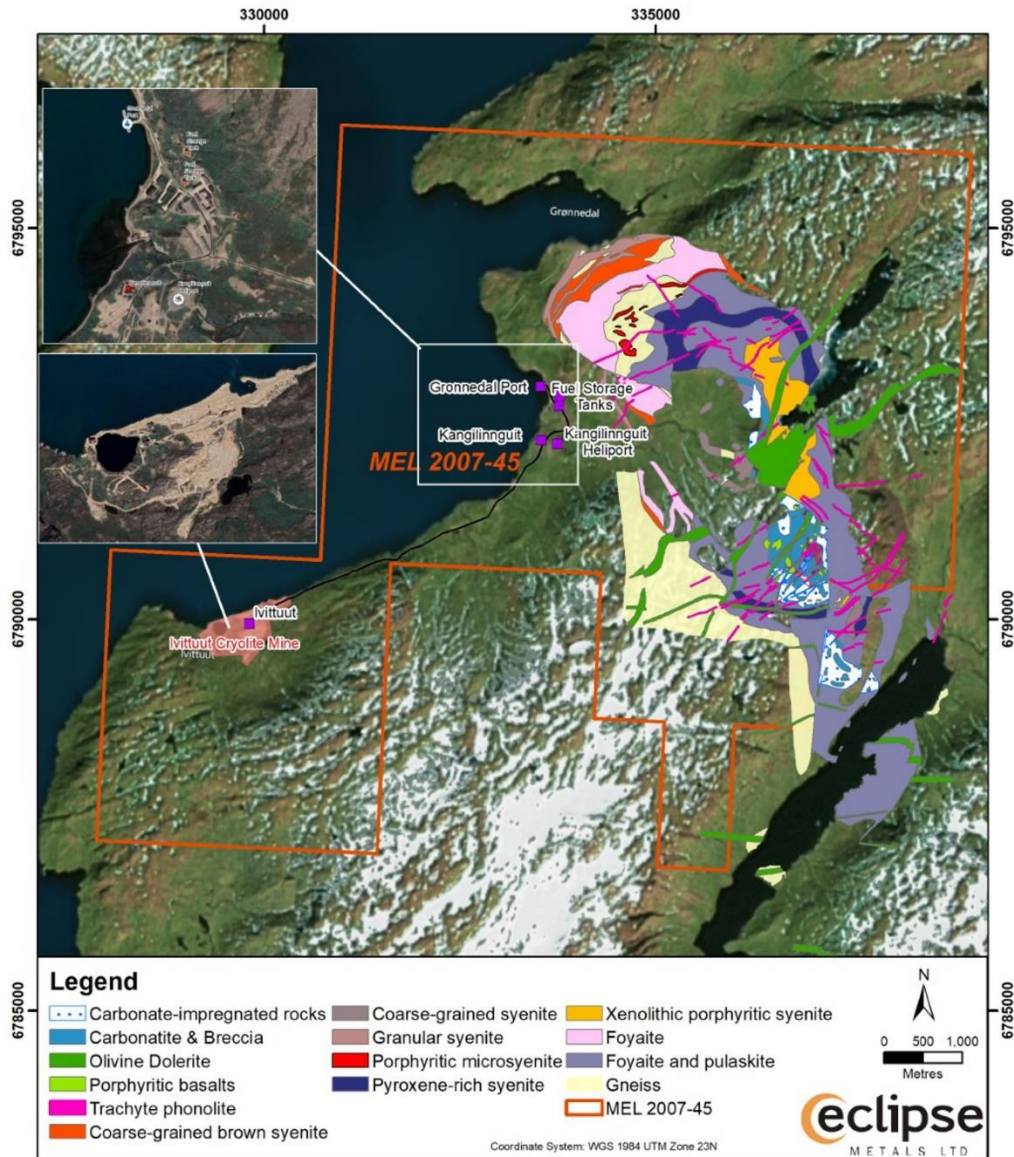 330000
335000
6795000
6795000
Grønnedal
Gronnedal Port
Fuel Storage
Tanks
Kangilinnguit
Kangilinnguit
Heliport
MEL 2007-45
6790000
6790000
Ivittuut
Ivittuut Cryolite Mine
Ivittuut
6785000
6785000
Legend
Carbonate-impregnated rocks
Carbonatite & Breccia
Olivine Dolerite
Porphyritic basalts
Trachyte phonolite
Coarse-grained brown syenite
Coarse-grained syenite
Granular syenite
Porphyritic microsyenite
Pyroxene-rich syenite
Xenolithic porphyritic syenite
Foyaite
Foyaite and pulaskite
Gneiss
MEL 2007-45
N
0 500 1,000
Metres
Coordinate System: WGS 1984 UTM Zone 23N
eclipse
METALS LTD